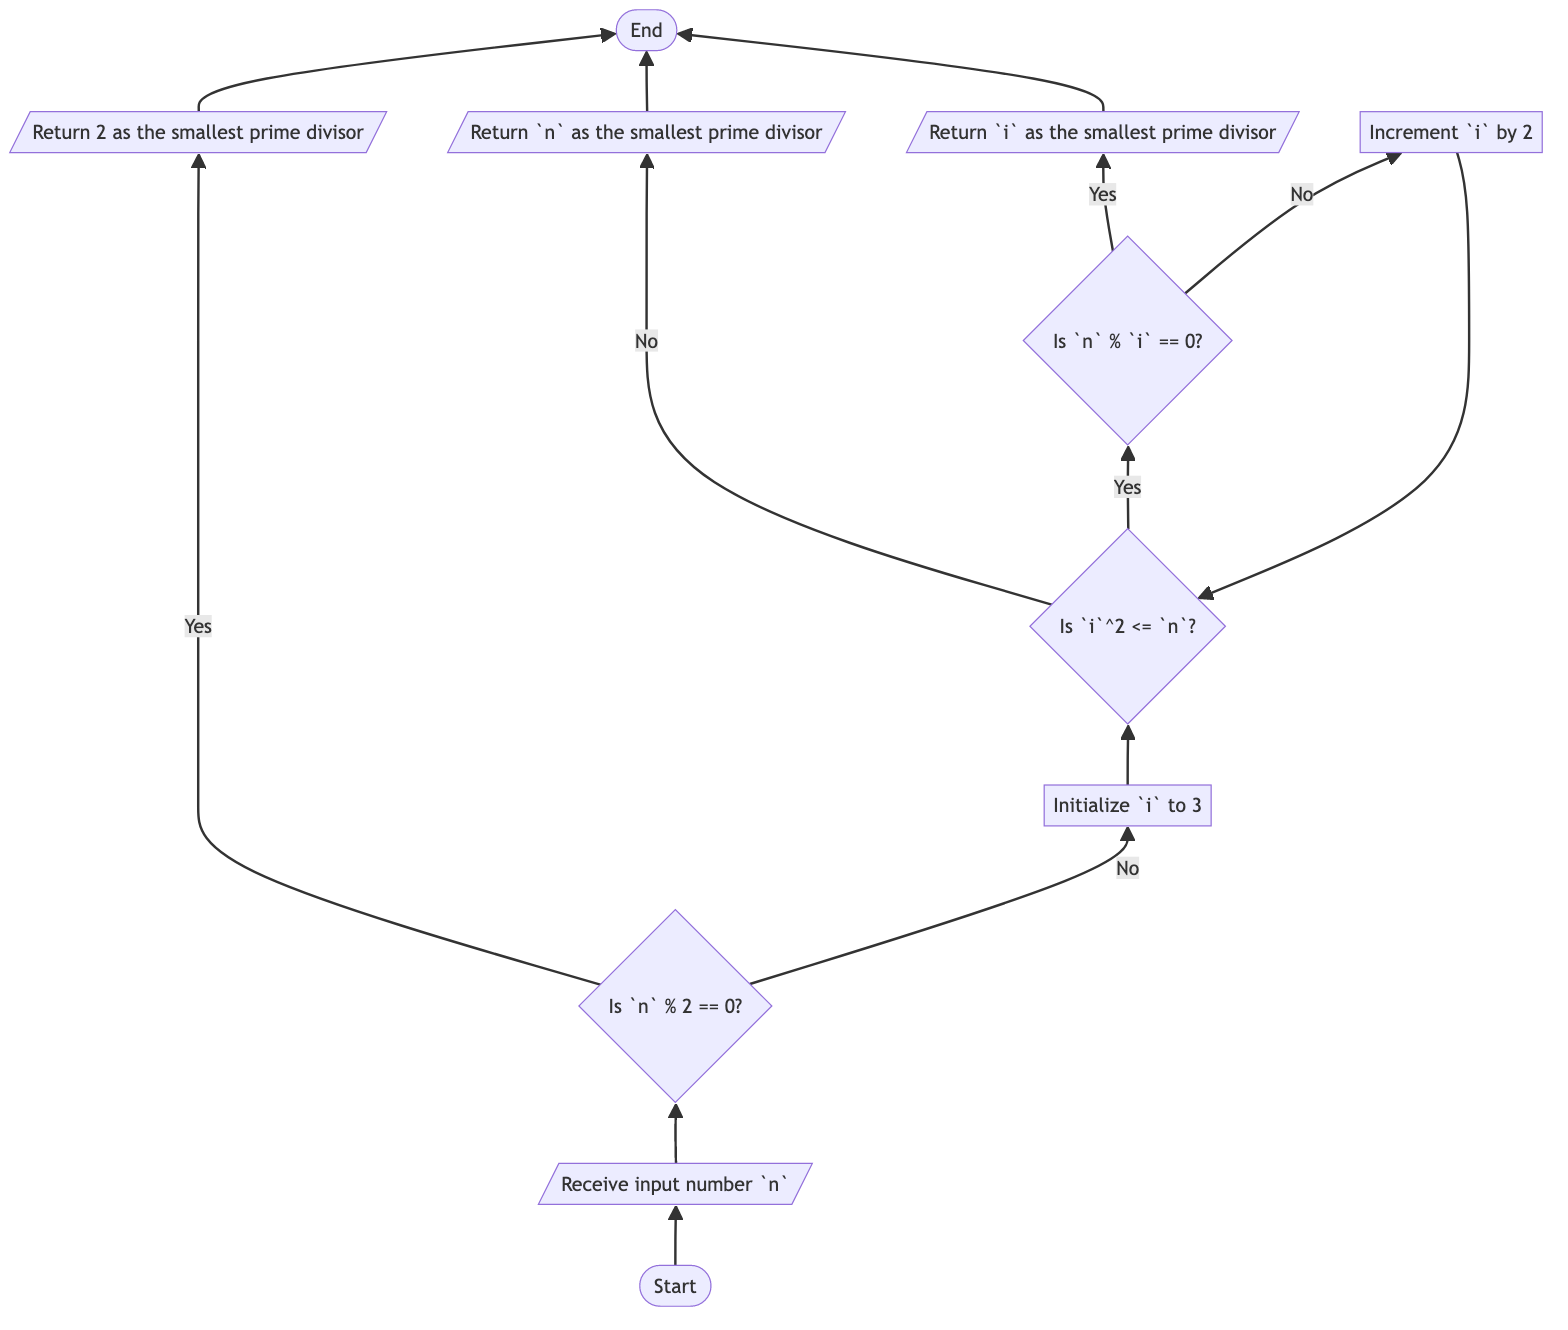 End
Return 2 as the smallest prime divisor
Return `n` as the smallest prime divisor
Return `i` as the smallest prime divisor
Increment `i` by 2
Yes
No
Is `n` % `i` == 0?
No
Yes
Is `i`^2 <= `n`?
Yes
Initialize `i` to 3
No
Is `n` % 2 == 0?
Receive input number `n`
Start